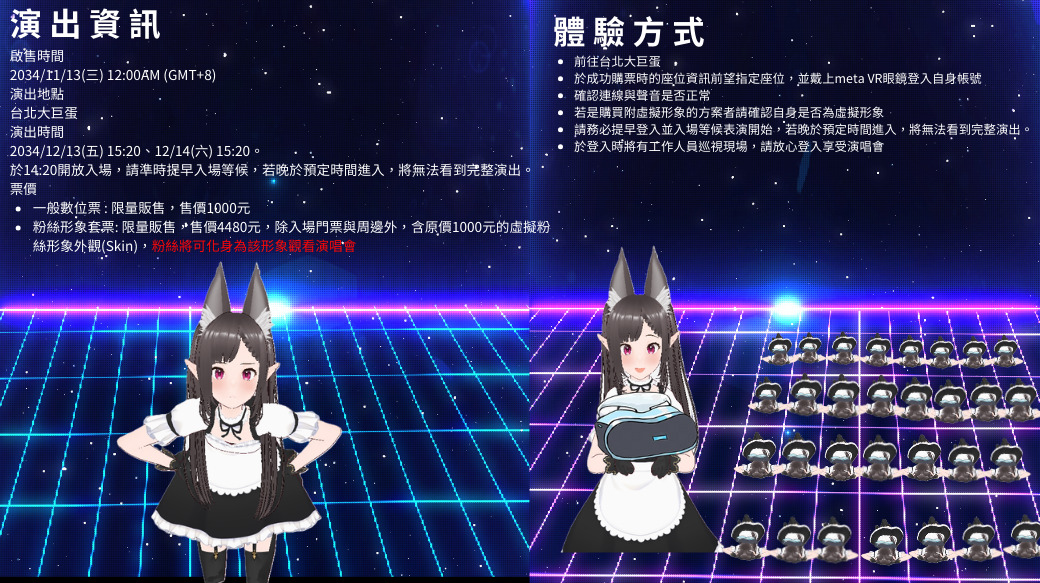 演出資訊
啟售時間
2034/11/13(三) 12:00AM (GMT+8)
演出地點
台北大巨蛋
演出時間
2034/12/13(五) 15:20、12/14(六) 15:20。
於14:20開放入場，請準時提早入場等候，若晚於預定時間進入，將無法看到完整演出。
票價
• 一般數位票 : 限量販售，售價1000元
• 粉絲形象套票: 限量販售，售價4480元，除入場門票與周邊外，含原價1000元的虛擬粉
絲形象外觀(Skin)，粉絲將可化身為該形象觀看演唱會
體驗方式
• 前往台北大巨蛋
• 於成功購票時的座位資訊前望指定座位，並戴上meta VR眼鏡登入自身帳號
• 確認連線與聲音是否正常
• 若是購買附虛擬形象的方案者請確認自身是否為虛擬形象
• 請務必提早登入並入場等候表演開始，若晚於預定時間進入，將無法看到完整演出。
• 於登入時將有工作人員巡視現場，請放心登入享受演唱會